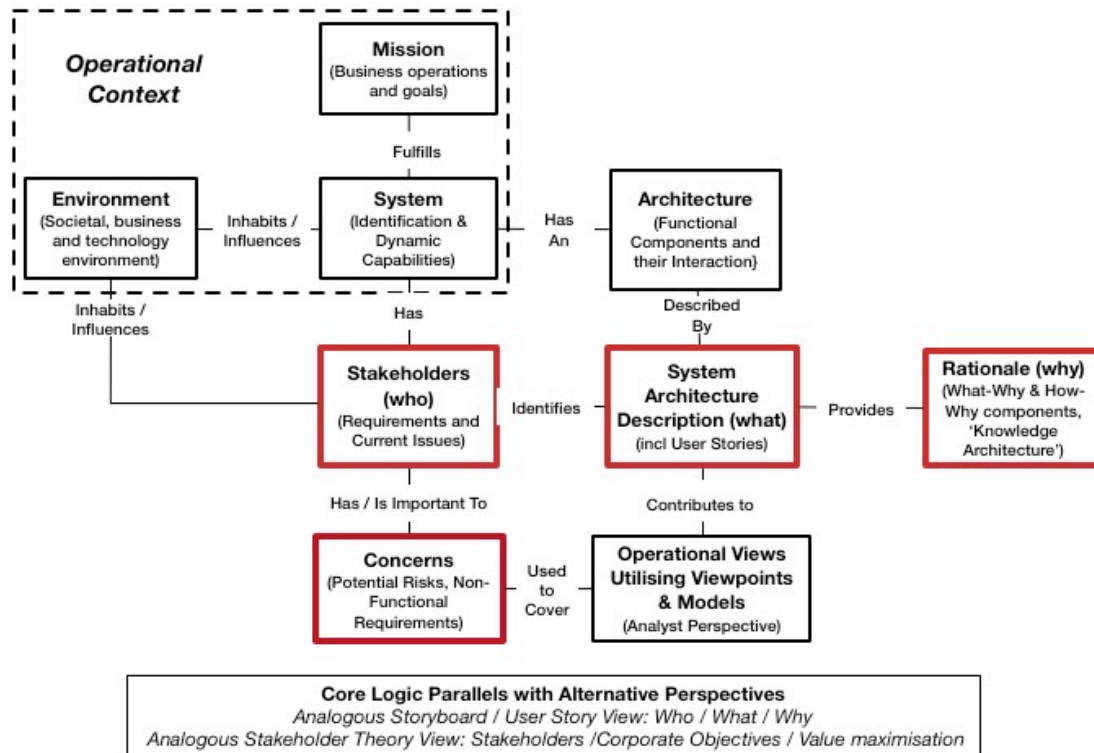 Operational
Context
Mission
(Business operations
and goals)
Fulfills
Environment
(Societal, business
and technology
environment)
Inhabits /
Influences
System
(Identification &
Dynamic
Capabilities)
Has
An
Architecture
(Functional
Components and
their Interaction}
Inhabits /
Influences
Has
Described
By
Stakeholders
(who)
(Requirements and
Current Issues)
Identifies
System
Architecture
Description (what)
(incl User Stories)
Provides
Rationale (why)
(What-Why & How-
Why components,
‘Knowledge
Architecture’)
Has / Is Important To
Contributes to
Concerns
(Potential Risks, Non-
Functional
Requirements)
Used
to
Cover
Operational Views
Utilising Viewpoints
& Models
(Analyst Perspective)
Core Logic Parallels with Alternative Perspectives
Analogous Storyboard / User Story View: Who / What / Why
Analogous Stakeholder Theory View: Stakeholders /Corporate Objectives / Value maximisation